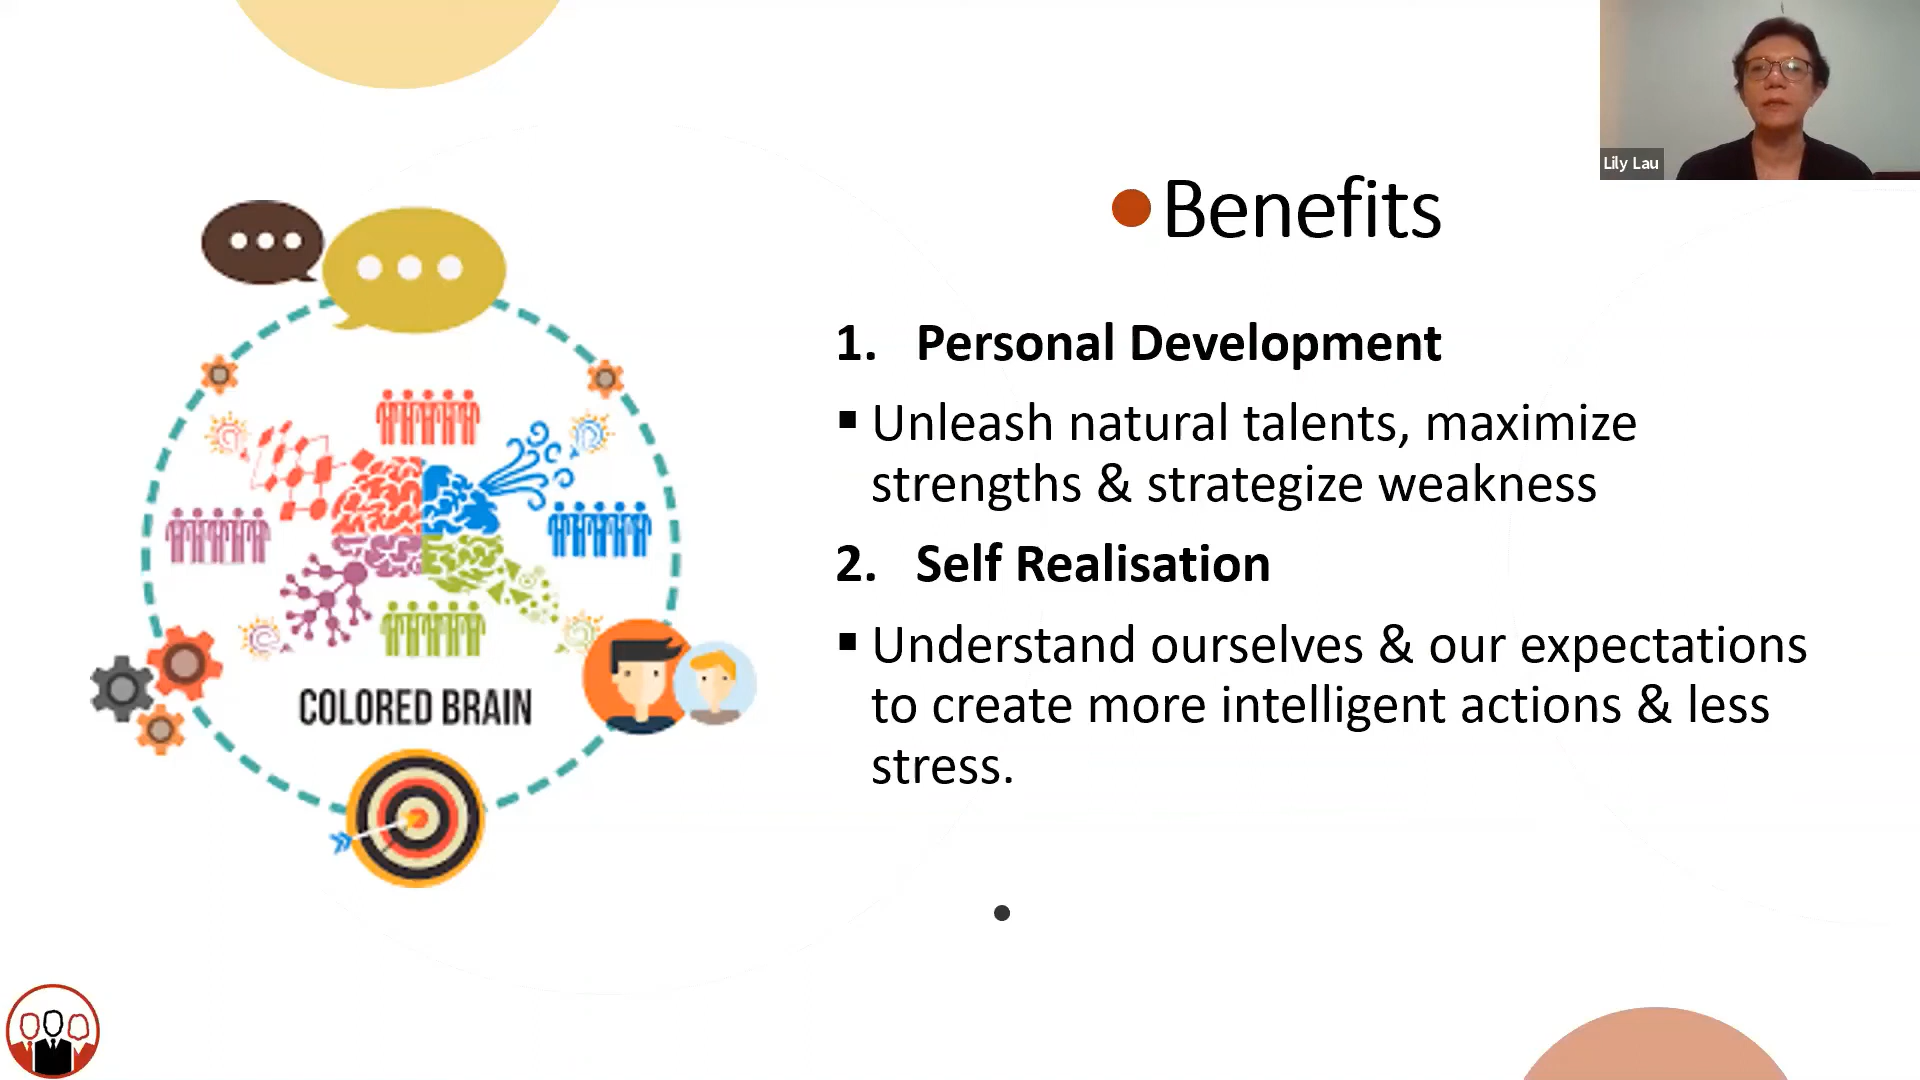 Lily Lau
Benefits
1. Personal Development
▪ Unleash natural talents, maximize
strengths & strategize weakness
2. Self Realisation
▪ Understand ourselves & our expectations
to create more intelligent actions & less
stress.
COLORED BRAIN